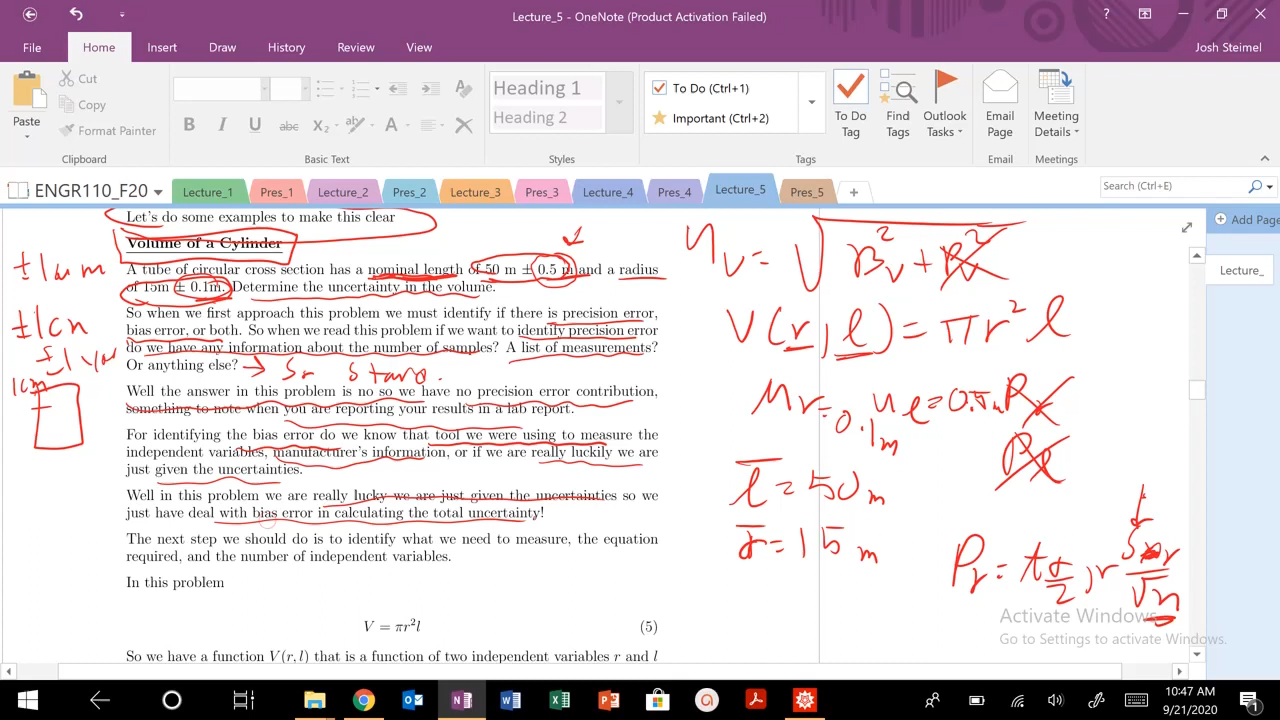 Lecture_5 - OneNote (Product Activation Failed)
File Home Insert Draw History Review View Josh Steimel
Paste Cut Copy Format Painter
Heading 1
Heading 2
To Do (Ctrl+1)
Important (Ctrl+2)
To Do Tag
Find Tags
Outlook Tasks
Email Page
Meeting Details
Clipboard Basic Text Styles Tags Email Meetings
ENGR110_F20 Lecture_1 Pres_1 Lecture_2 Pres_2 Lecture_3 Pres_3 Lecture_4 Pres_4 Lecture_5 Pres_5 Search (Ctrl+E)
Add Page
Lecture_
Let's do some examples to make this clear
Volume of a Cylinder
A tube of circular cross section has a nominal length of 50 m ± 0.5 m and a radius
of 15m ± 0.1m. Determine the uncertainty in the volume.
So when we first approach this problem we must identify if there is precision error,
bias error, or both. So when we read this problem if we want to identify precision error
do we have any information about the number of samples? A list of measurements?
Or anything else?
Well the answer in this problem is no so we have no precision error contribution,
something to note when you are reporting your results in a lab report.
For identifying the bias error do we know that tool we were using to measure the
independent variables, manufacturer's information, or if we are really luckily we are
just given the uncertainties.
Well in this problem we are really lucky we are just given the uncertainties so we
just have deal with bias error in calculating the total uncertainty!
The next step we should do is to identify what we need to measure, the equation
required, and the number of independent variables.
In this problem
V = πr²l (5)
So we have a function V(r, l) that is a function of two independent variables r and l
1cm
V(r, l) = πr² l
0.1m
l̄ = 50 m
r̄ = 15 m
Activate Windows
Go to Settings to activate Windows.
10:47 AM
9/21/2020